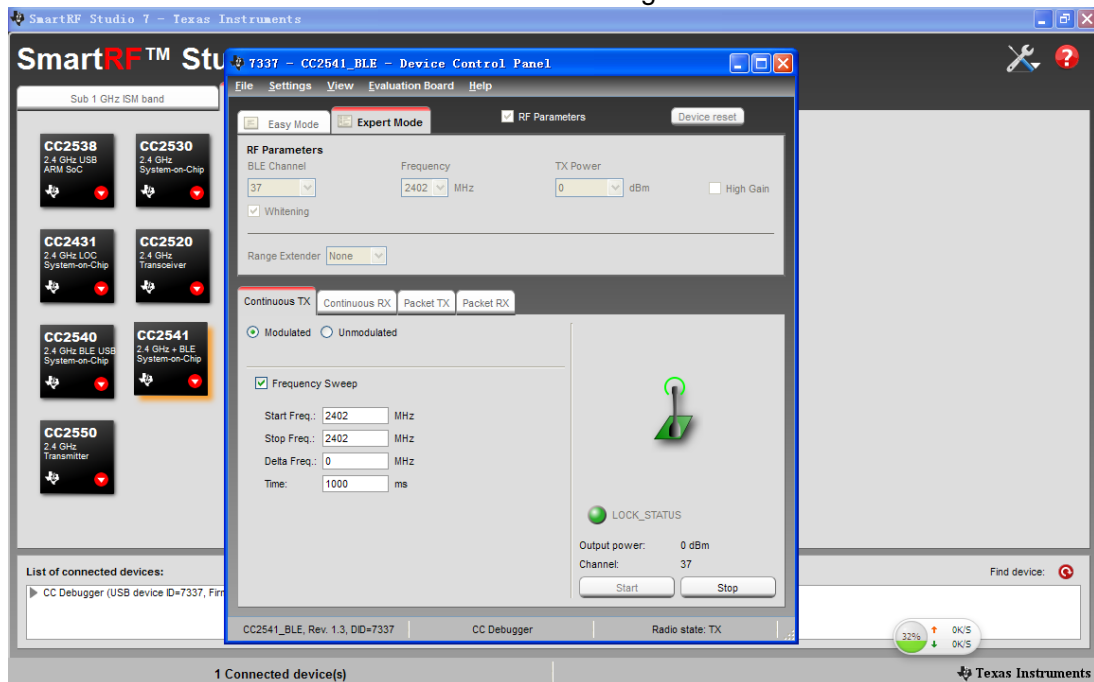 SmartRF Studio 7 - Texas Instruments
SmartRF™ Stu
Sub 1 GHz ISM band
CC2538
2.4 GHz USB
ARM SoC
CC2530
2.4 GHz
System-on-Chip
CC2431
2.4 GHz LOC
System-on-Chip
CC2520
2.4 GHz
Transceiver
CC2540
2.4 GHz BLE USB
System-on-Chip
CC2541
2.4 GHz + BLE
System-on-Chip
CC2550
2.4 GHz
Transmitter
7337 - CC2541_BLE - Device Control Panel
File Settings View Evaluation Board Help
Easy Mode Expert Mode RF Parameters Device reset
RF Parameters
BLE Channel Frequency TX Power
37 2402 MHz 0 dBm High Gain
Whitening
Range Extender None
Continuous TX Continuous RX Packet TX Packet RX
Modulated Unmodulated
Frequency Sweep
Start Freq.: 2402 MHz
Stop Freq.: 2402 MHz
Delta Freq.: 0 MHz
Time: 1000 ms
LOCK_STATUS
Output power: 0 dBm
Channel: 37
Start Stop
CC2541_BLE, Rev. 1.3, DID=7337 CC Debugger Radio state: TX
List of connected devices:
Find device:
CC Debugger (USB device ID=7337, Firm
32% 0K/S
0K/S
1 Connected device(s)
Texas Instruments